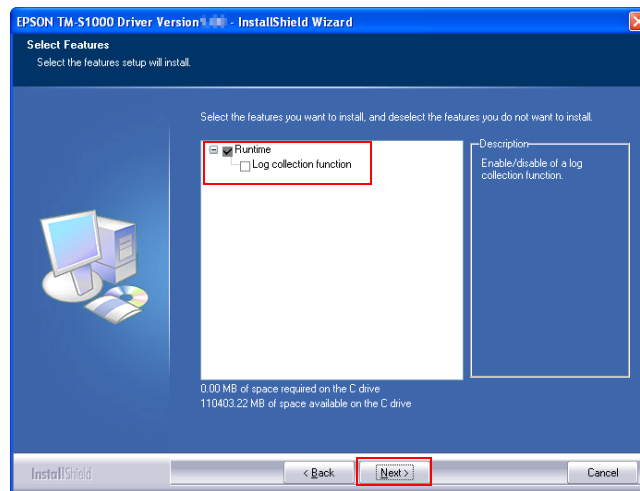 EPSON TM-S1000 Driver Version - InstallShield Wizard
Select Features
Select the features setup will install.
Select the features you want to install, and deselect the features you do not want to install.
Runtime
Log collection function
Description
Enable/disable of a log
collection function.
0.00 MB of space required on the C drive
110403.22 MB of space available on the C drive
InstallShield
< Back
Next >
Cancel